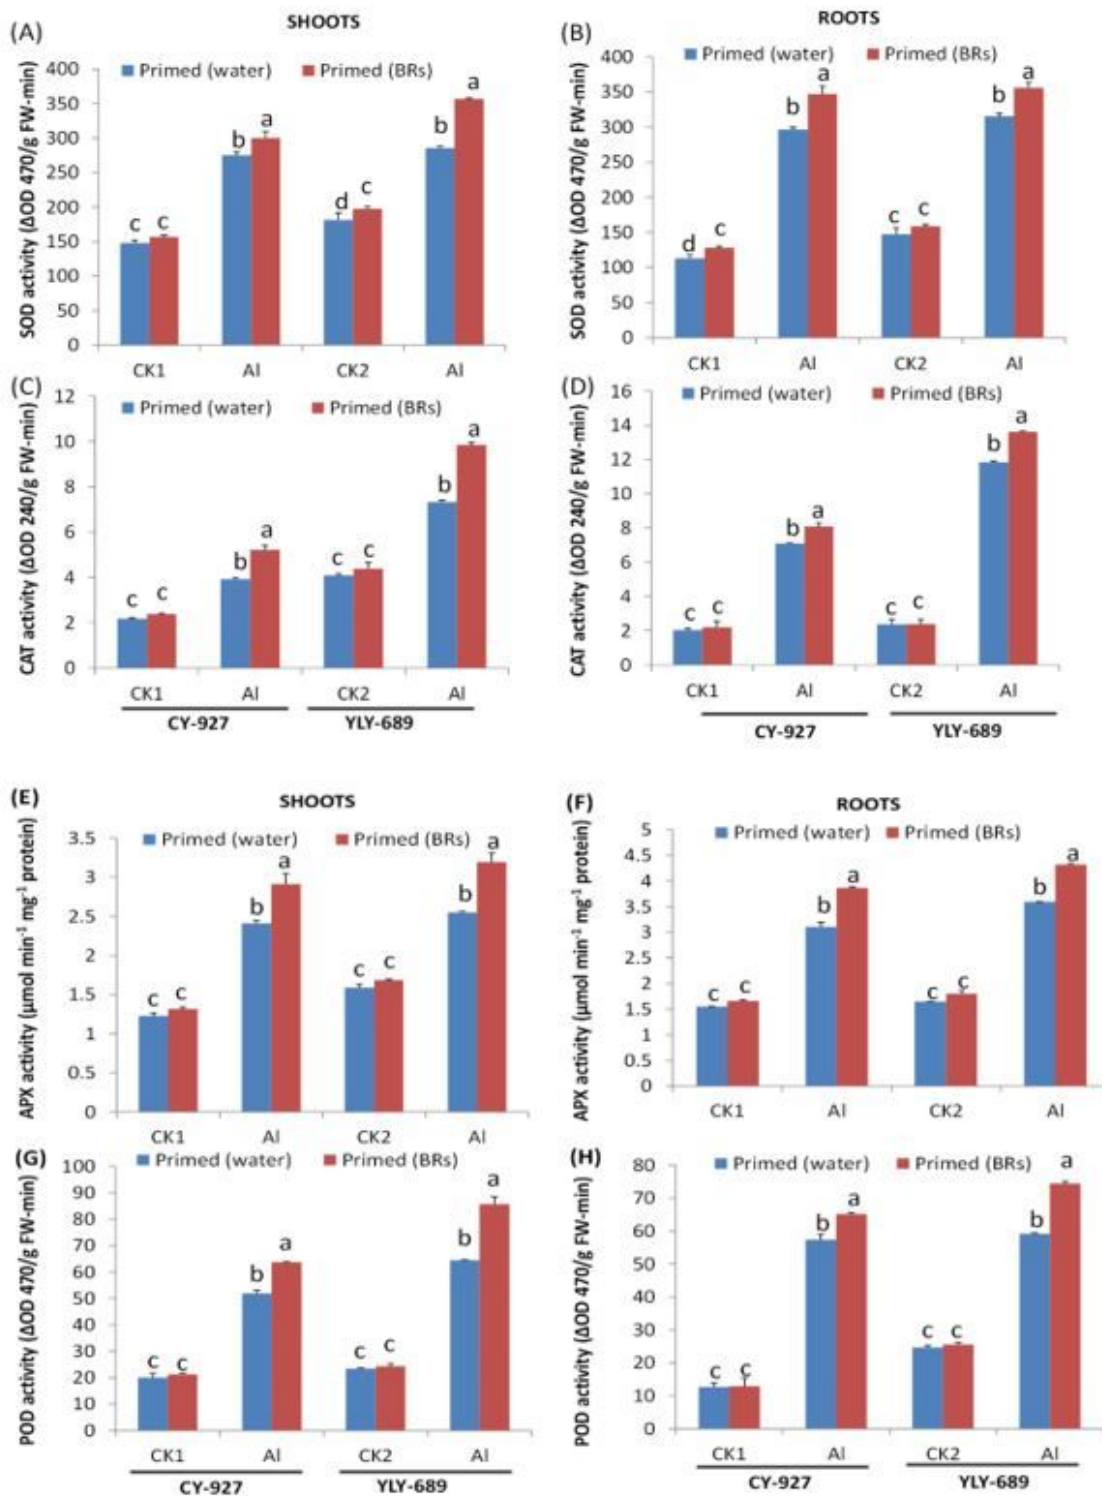 (A)
SHOOTS
Primed (water) Primed (BRs)
SOD activity (ΔOD 470/g FW-min)
400
350
300
250
200
150
100
50
0
c c b a d c b a
CK1 Al CK2 Al
(B)
ROOTS
Primed (water) Primed (BRs)
SOD activity (ΔOD 470/g FW-min)
400
350
300
250
200
150
100
50
0
d c b a c c b a
CK1 Al CK2 Al
(C)
Primed (water) Primed (BRs)
CAT activity (ΔOD 240/g FW-min)
12
10
8
6
4
2
0
c c b a c c b a
CK1 Al CK2 Al
CY-927 YLY-689
(D)
Primed (water) Primed (BRs)
CAT activity (ΔOD 240/g FW-min)
16
14
12
10
8
6
4
2
0
c c b a c c b a
CK1 Al CK2 Al
CY-927 YLY-689
(E)
SHOOTS
Primed (water) Primed (BRs)
APX activity (µmol min⁻¹ mg⁻¹ protein)
3.5
3
2.5
2
1.5
1
0.5
0
c c b a c c b a
CK1 Al CK2 Al
(F)
ROOTS
Primed (water) Primed (BRs)
APX activity (µmol min⁻¹ mg⁻¹ protein)
5
4.5
4
3.5
3
2.5
2
1.5
1
0.5
0
c c b a c c b a
CK1 Al CK2 Al
(G)
Primed (water) Primed (BRs)
POD activity (ΔOD 470/g FW-min)
100
90
80
70
60
50
40
30
20
10
0
c c b a c c b a
CK1 Al CK2 Al
CY-927 YLY-689
(H)
Primed (water) Primed (BRs)
POD activity (ΔOD 470/g FW-min)
80
70
60
50
40
30
20
10
0
c c b a c c b a
CK1 Al CK2 Al
CY-927 YLY-689